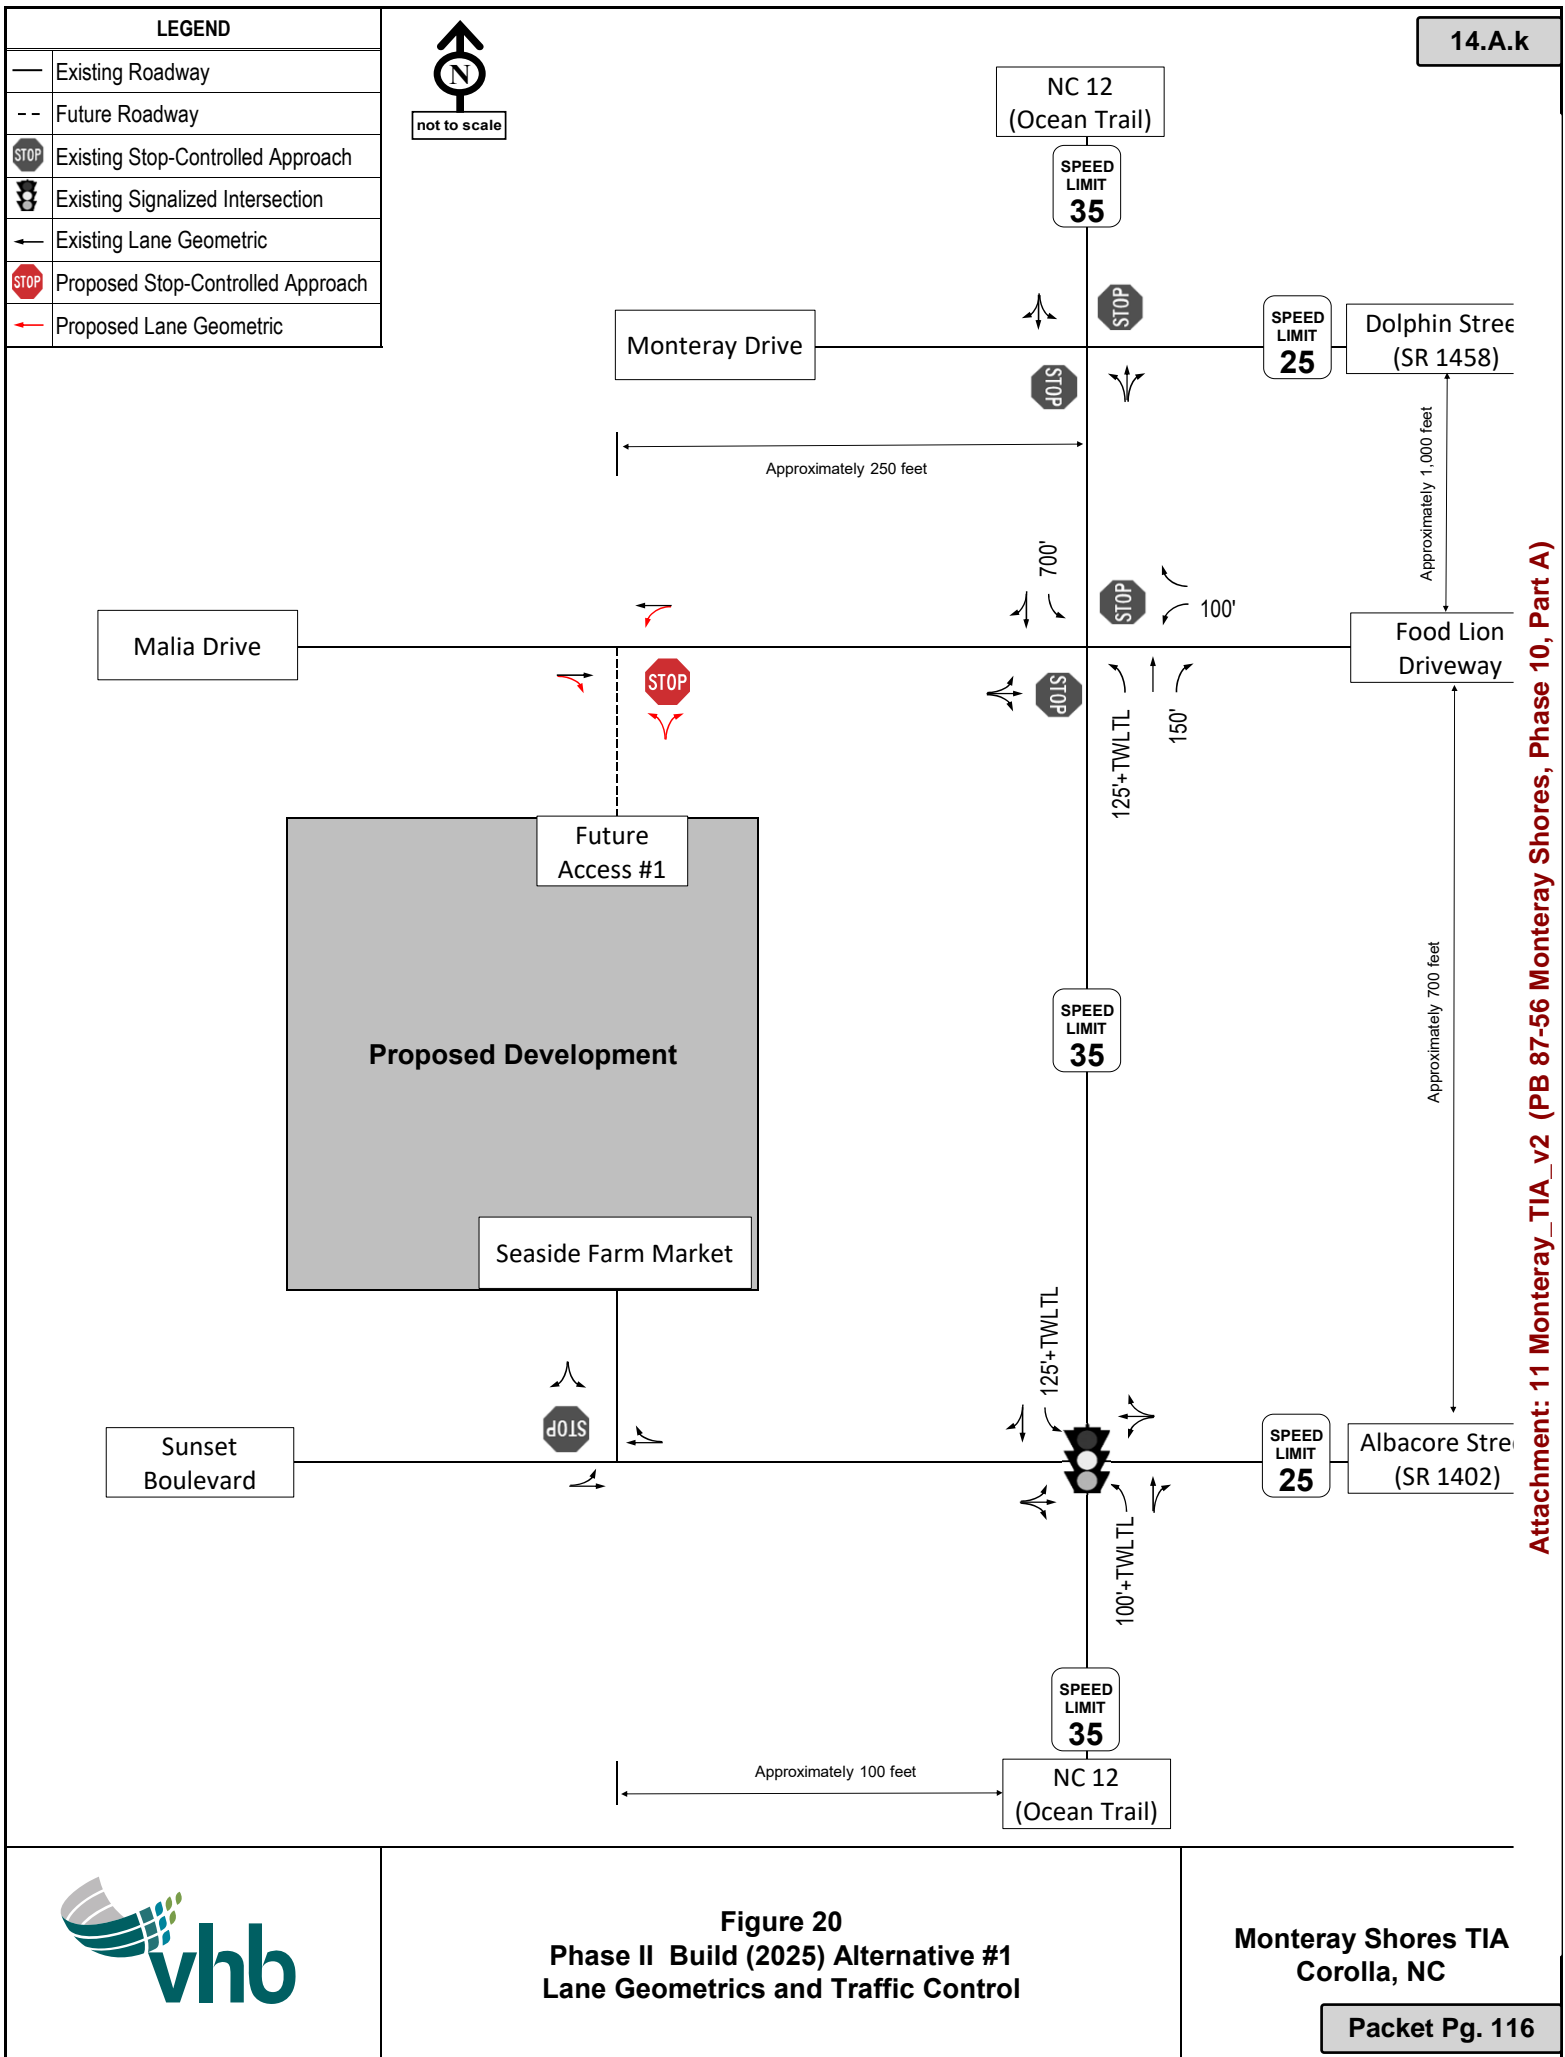 LEGEND
Existing Roadway
Future Roadway
STOP Existing Stop-Controlled Approach
Existing Signalized Intersection
Existing Lane Geometric
STOP Proposed Stop-Controlled Approach
Proposed Lane Geometric
N
not to scale
14.A.k
NC 12
(Ocean Trail)
SPEED
LIMIT
35
STOP
Monteray Drive
SPEED
LIMIT
25
Dolphin Stree
(SR 1458)
STOP
Approximately 250 feet
Approximately 1,000 feet
700'
STOP
100'
Malia Drive
Food Lion
Driveway
STOP
STOP
125'+TWLTL
150'
Future
Access #1
Proposed Development
SPEED
LIMIT
35
Approximately 700 feet
Seaside Farm Market
125'+TWLTL
STOP
Sunset
Boulevard
SPEED
LIMIT
25
Albacore Stre
(SR 1402)
100'+TWLTL
SPEED
LIMIT
35
Approximately 100 feet
NC 12
(Ocean Trail)
Attachment: 11 Monteray_TIA_v2 (PB 87-56 Monteray Shores, Phase 10, Part A)
vhb
Figure 20
Phase II Build (2025) Alternative #1
Lane Geometrics and Traffic Control
Monteray Shores TIA
Corolla, NC
Packet Pg. 116